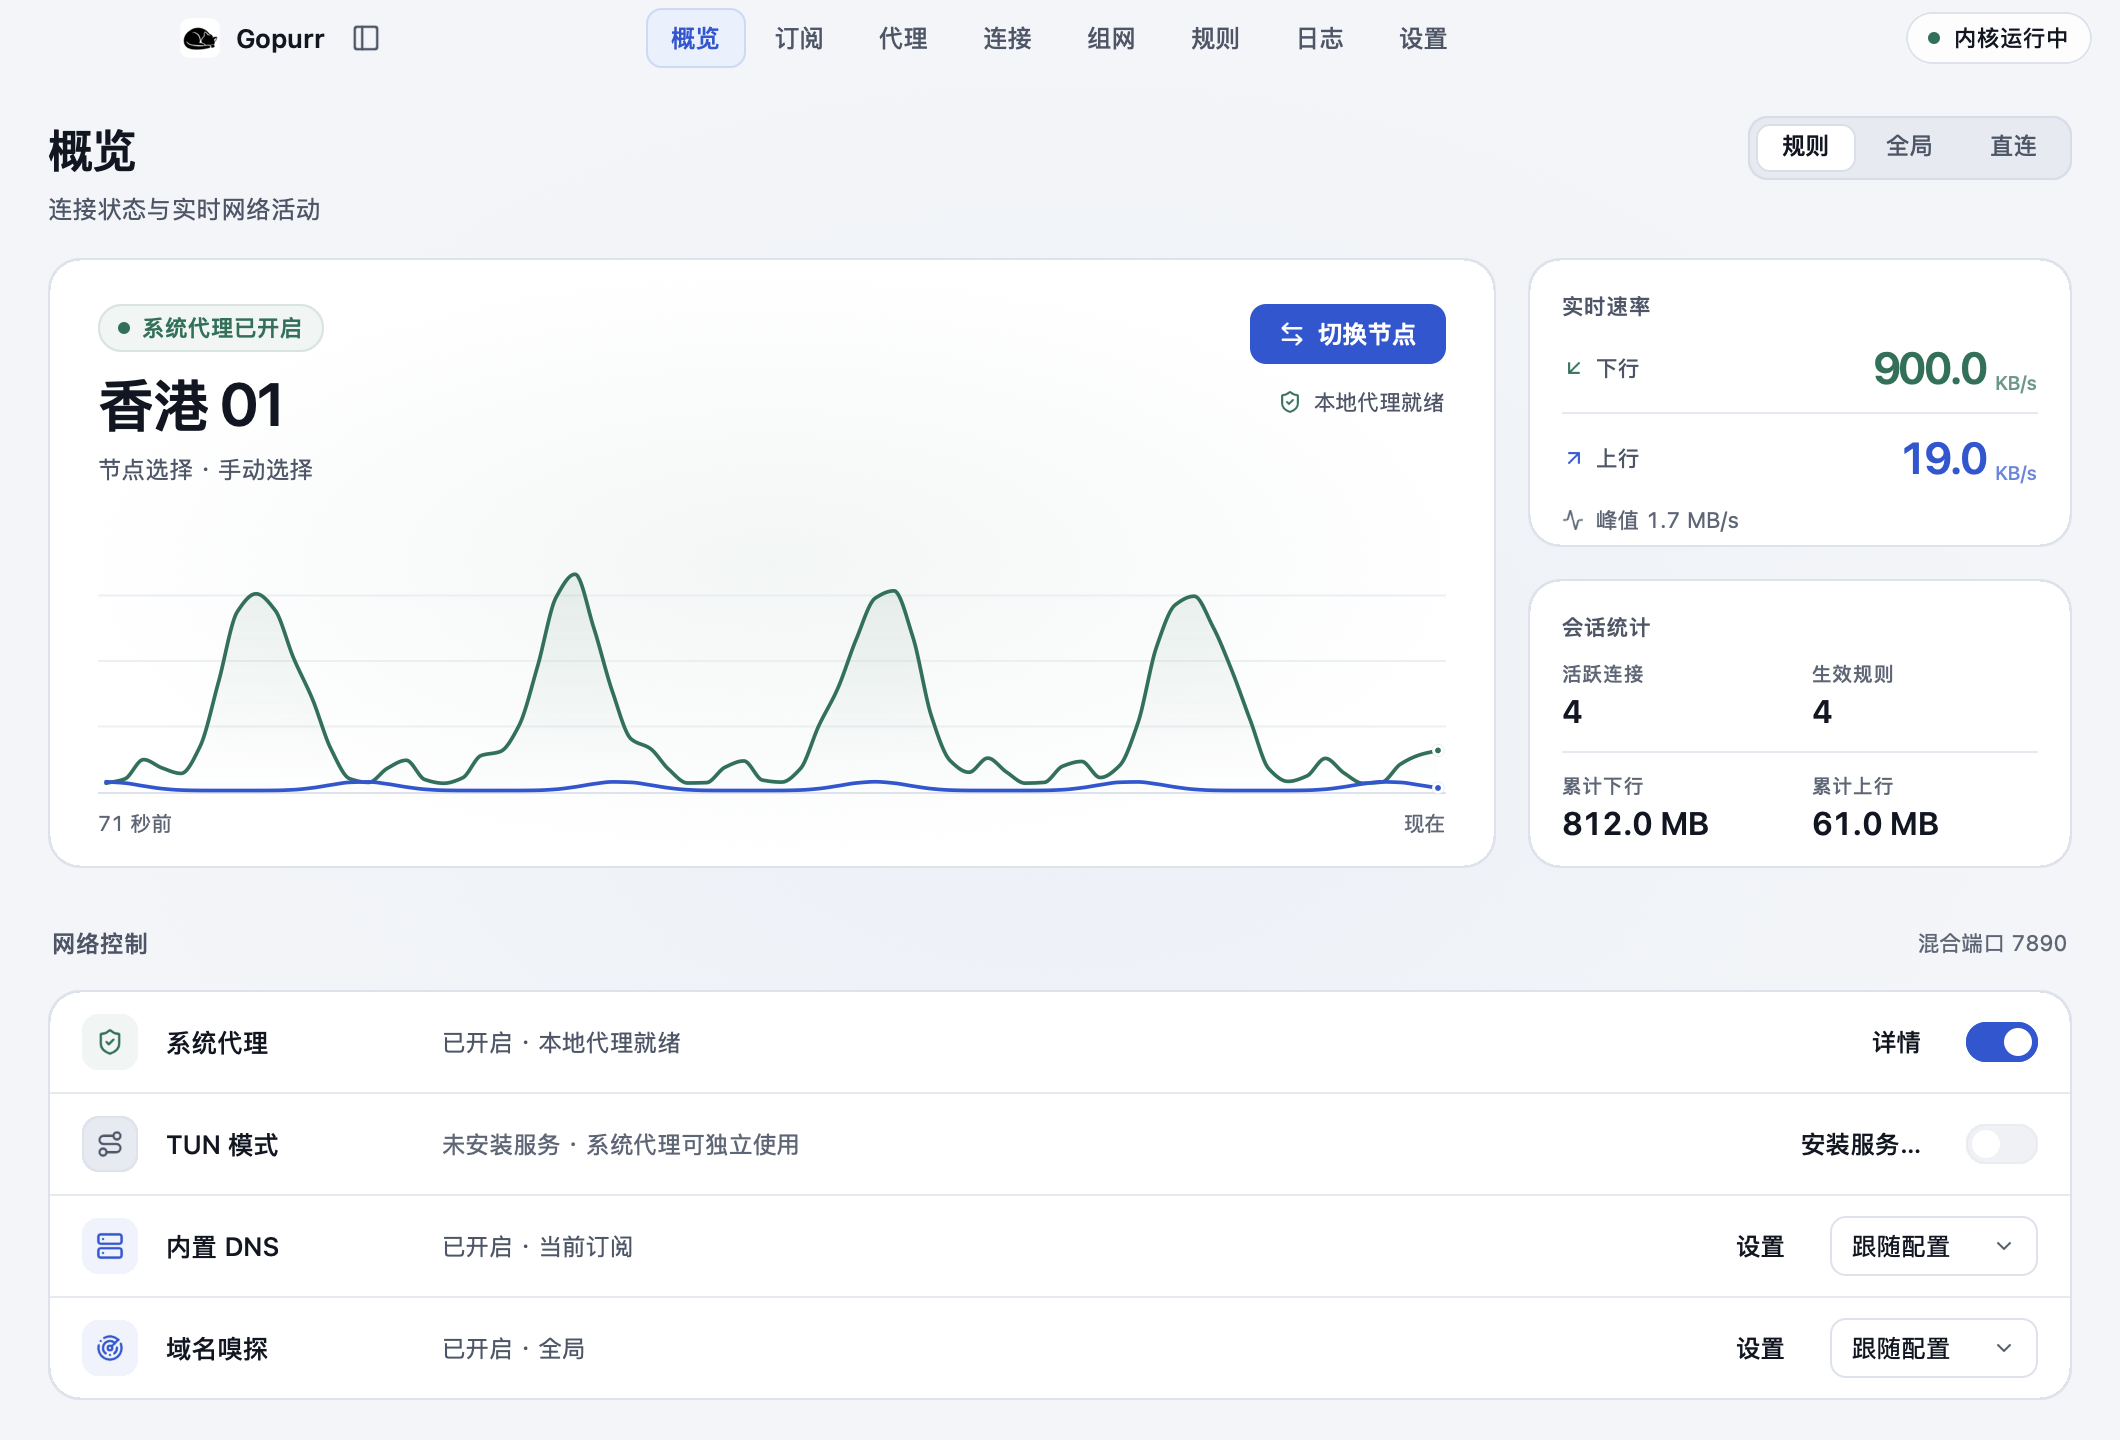 Gopurr
概览
订阅
代理
连接
组网
规则
日志
设置
内核运行中
概览
连接状态与实时网络活动
规则
全局
直连
系统代理已开启
香港 01
节点选择 · 手动选择
切换节点
本地代理就绪
71 秒前
现在
实时速率
下行
900.0 KB/s
上行
19.0 KB/s
峰值 1.7 MB/s
会话统计
活跃连接
4
生效规则
4
累计下行
812.0 MB
累计上行
61.0 MB
网络控制
混合端口 7890
系统代理
已开启 · 本地代理就绪
详情
TUN 模式
未安装服务 · 系统代理可独立使用
安装服务...
内置 DNS
已开启 · 当前订阅
设置
跟随配置
域名嗅探
已开启 · 全局
设置
跟随配置